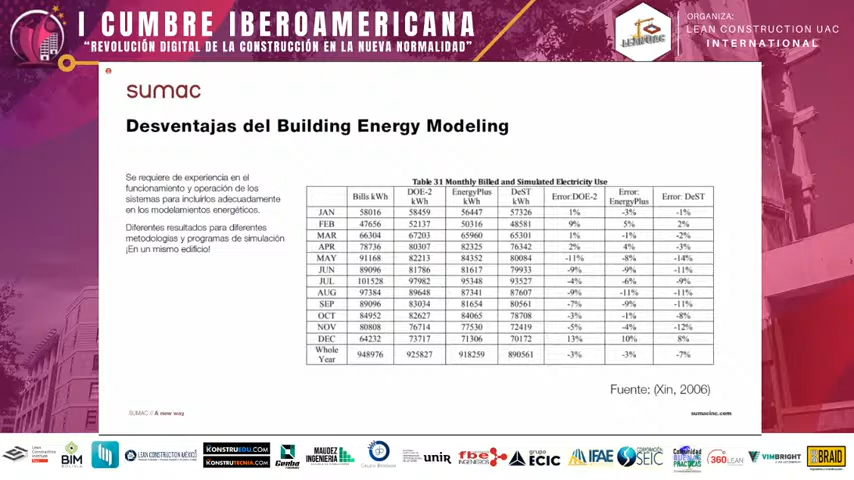 I CUMBRE IBEROAMERICANA
“REVOLUCIÓN DIGITAL DE LA CONSTRUCCIÓN EN LA NUEVA NORMALIDAD”
LEAN UAC
ORGANIZA:
LEAN CONSTRUCTION UAC
INTERNATIONAL
sumac
Desventajas del Building Energy Modeling
Se requiere de experiencia en el
funcionamiento y operación de los
sistemas para incluirlos adecuadamente
en los modelamientos energéticos.
Diferentes resultados para diferentes
metodologías y programas de simulación
¡En un mismo edificio!
Table 31 Monthly Billed and Simulated Electricity Use
Bills kWh DOE-2 kWh EnergyPlus kWh DeST kWh Error:DOE-2 Error: EnergyPlus Error: DeST
JAN 58016 58459 56447 57326 1% -3% -1%
FEB 47656 52137 50316 48581 9% 5% 2%
MAR 66304 67203 65960 65301 1% -1% -2%
APR 78736 80307 82325 76342 2% 4% -3%
MAY 91168 82213 84352 80084 -11% -8% -14%
JUN 89096 81786 81617 79933 -9% -9% -11%
JUL 101528 97982 95348 93527 -4% -6% -9%
AUG 97384 89648 87341 87607 -9% -11% -11%
SEP 89096 83034 81654 80561 -7% -9% -11%
OCT 84952 82627 84065 78708 -3% -1% -8%
NOV 80808 76714 77530 72419 -5% -4% -12%
DEC 64232 73717 71306 70172 13% 10% 8%
Whole Year 948976 925827 918259 890561 -3% -3% -7%
Fuente: (Xin, 2006)
SUMAC // A new way
sumacinc.com
Lean Construction Institute
BIM
LEAN CONSTRUCTION MÉXICO
KONSTRUEDU.COM
KONSTRUTECNIA.COM
MAUDEZ INGENIERÍA
unir
fbe INGENIEROS
grupo ECIC
IFAE
CORPORACIÓN SEIC
360LEAN
VIMBRIGHT
BRAID